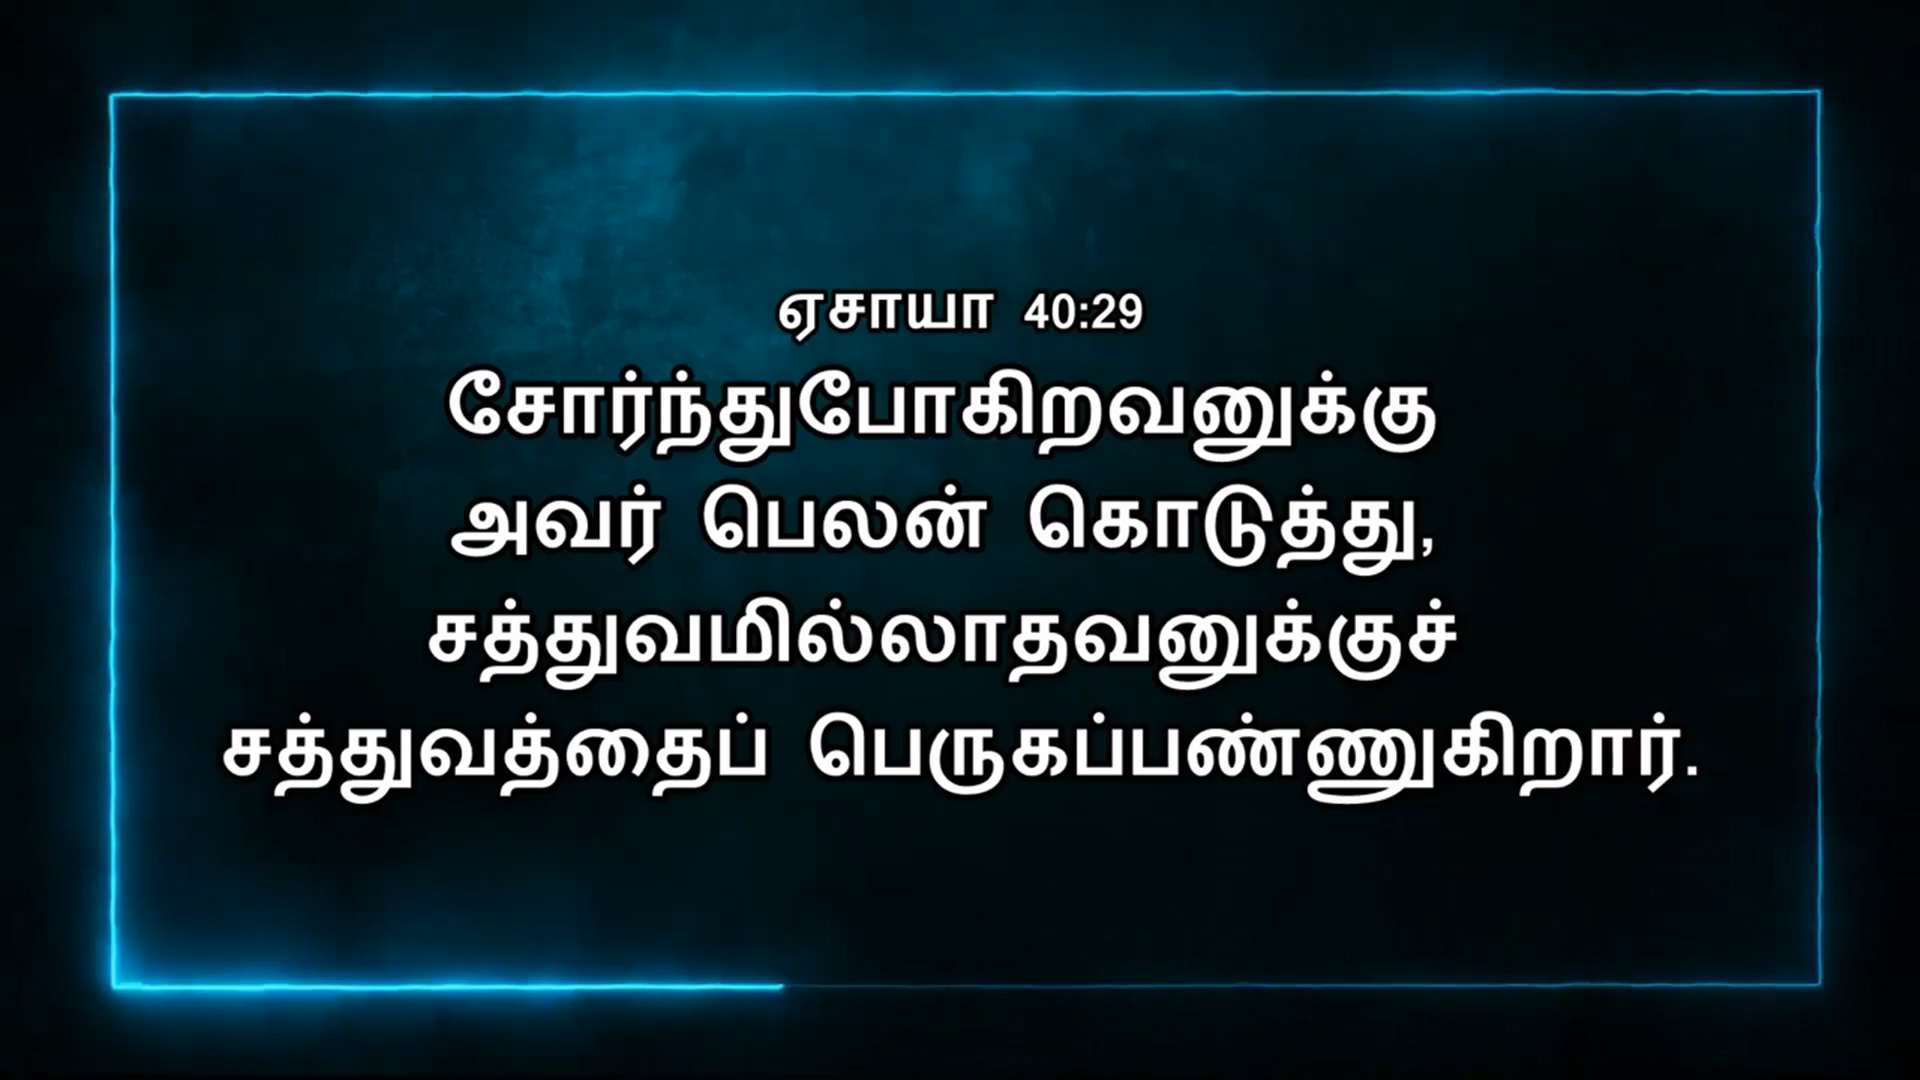 ஏசாயா 40:29
சோர்ந்துபோகிறவனுக்கு
அவர் பெலன் கொடுத்து,
சத்துவமில்லாதவனுக்குச்
சத்துவத்தைப் பெருகப்பண்ணுகிறார்.